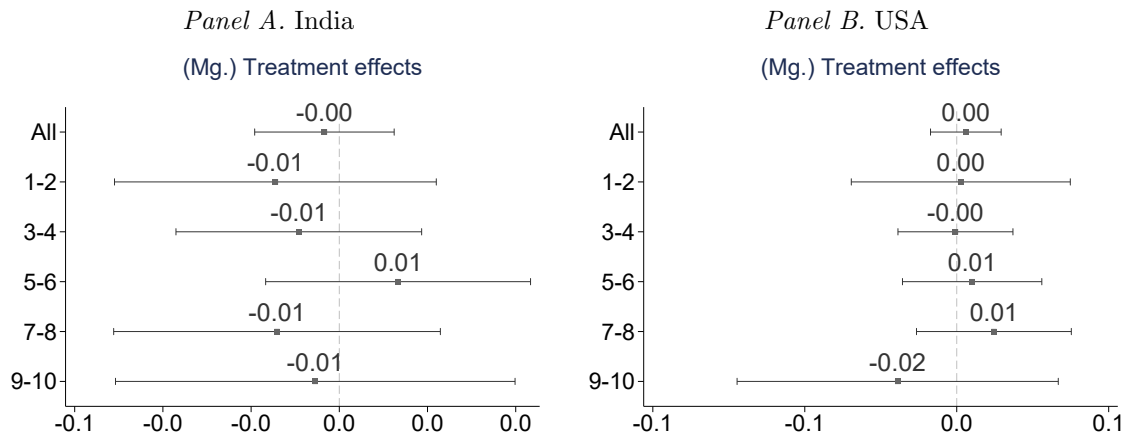 Panel A. India
(Mg.) Treatment effects
All
-0.00
1-2
-0.01
3-4
-0.01
5-6
0.01
7-8
-0.01
9-10
-0.01
-0.1 -0.0 -0.0 0.0 0.0 0.0
Panel B. USA
(Mg.) Treatment effects
All
0.00
1-2
0.00
3-4
-0.00
5-6
0.01
7-8
0.01
9-10
-0.02
-0.1 -0.1 0.0 0.1